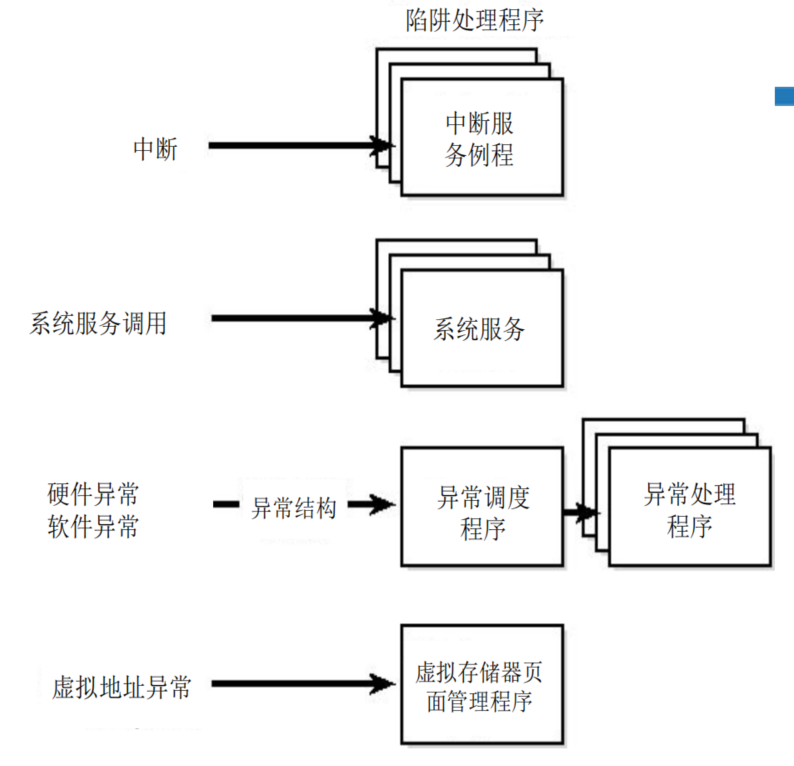 陷阱处理程序
中断
中断服
务例程
系统服务调用
系统服务
硬件异常
软件异常
异常结构
异常调度
程序
异常处理
程序
虚拟地址异常
虚拟存储器页
面管理程序